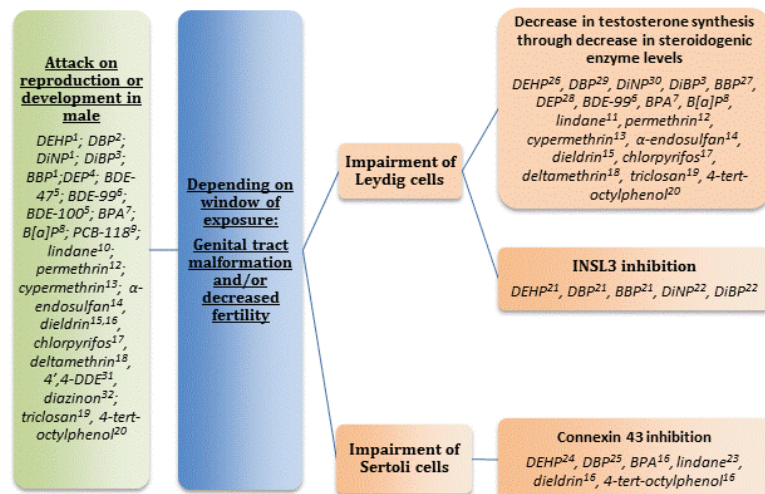 Attack on
reproduction or
development in
male
DEHP¹; DBP²;
DiNP¹; DiBP³;
BBP¹;DEP⁴; BDE-
47⁵; BDE-99⁶;
BDE-100⁵; BPA⁷;
B[a]P⁸; PCB-118⁹;
lindane¹⁰;
permethrin¹²;
cypermethrin¹³; α-
endosulfan¹⁴,
dieldrin¹⁵,¹⁶,
chlorpyrifos¹⁷,
deltamethrin¹⁸,
4’,4-DDE³¹,
diazinon³²;
triclosan¹⁹, 4-tert-
octylphenol²⁰
Depending on
window of
exposure:
Genital tract
malformation
and/or
decreased
fertility
Impairment of
Leydig cells
Decrease in testosterone synthesis
through decrease in steroidogenic
enzyme levels
DEHP²⁶, DBP²⁹, DiNP³⁰, DiBP³, BBP²⁷,
DEP²⁸, BDE-99⁶, BPA⁷, B[a]P⁸,
lindane¹¹, permethrin¹²,
cypermethrin¹³, α-endosulfan¹⁴,
dieldrin¹⁵, chlorpyrifos¹⁷,
deltamethrin¹⁸, triclosan¹⁹, 4-tert-
octylphenol²⁰
INSL3 inhibition
DEHP²¹, DBP²¹, BBP²¹, DiNP²², DiBP²²
Impairment of
Sertoli cells
Connexin 43 inhibition
DEHP²⁴, DBP²⁵, BPA¹⁶, lindane²³,
dieldrin¹⁶, 4-tert-octylphenol¹⁶